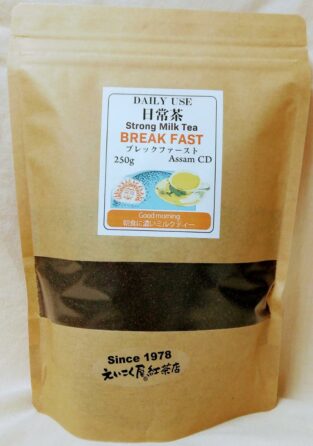 DAILY USE
日常茶
Strong Milk Tea
BREAK FAST
ブレックファースト
250g Assam CD
Good morning
朝食に濃いミルクティー
Since 1978
えいこく屋紅茶店